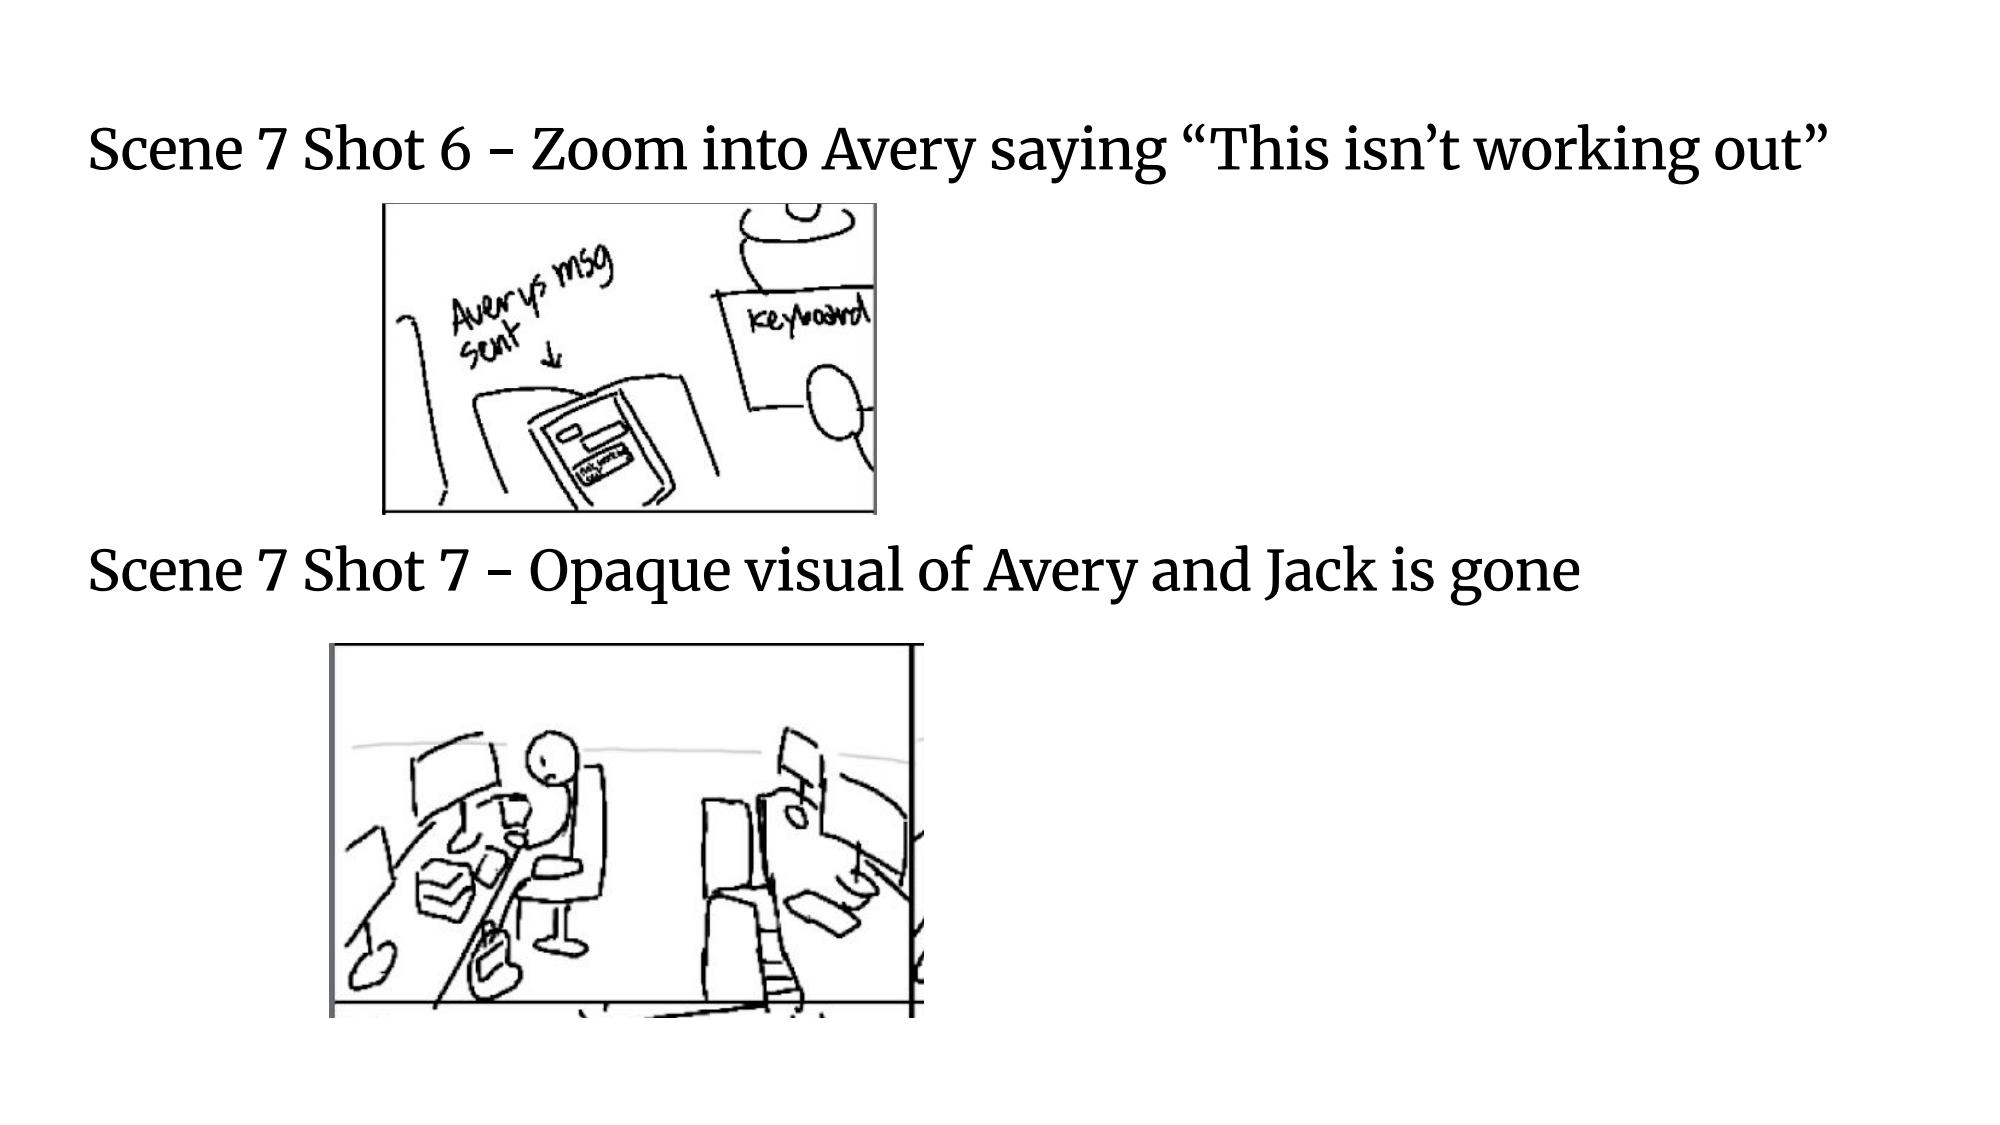 Scene 7 Shot 6 - Zoom into Avery saying “This isn’t working out”
Averys msg
sent
keyboard
Scene 7 Shot 7 - Opaque visual of Avery and Jack is gone